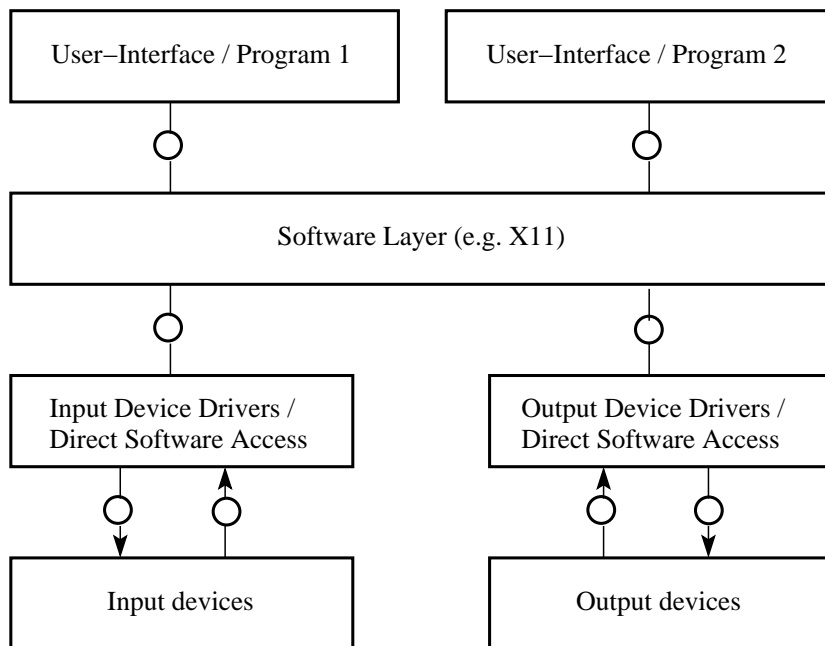 User−Interface / Program 1
User−Interface / Program 2
Software Layer (e.g. X11)
Input Device Drivers /
Direct Software Access
Output Device Drivers /
Direct Software Access
Input devices
Output devices